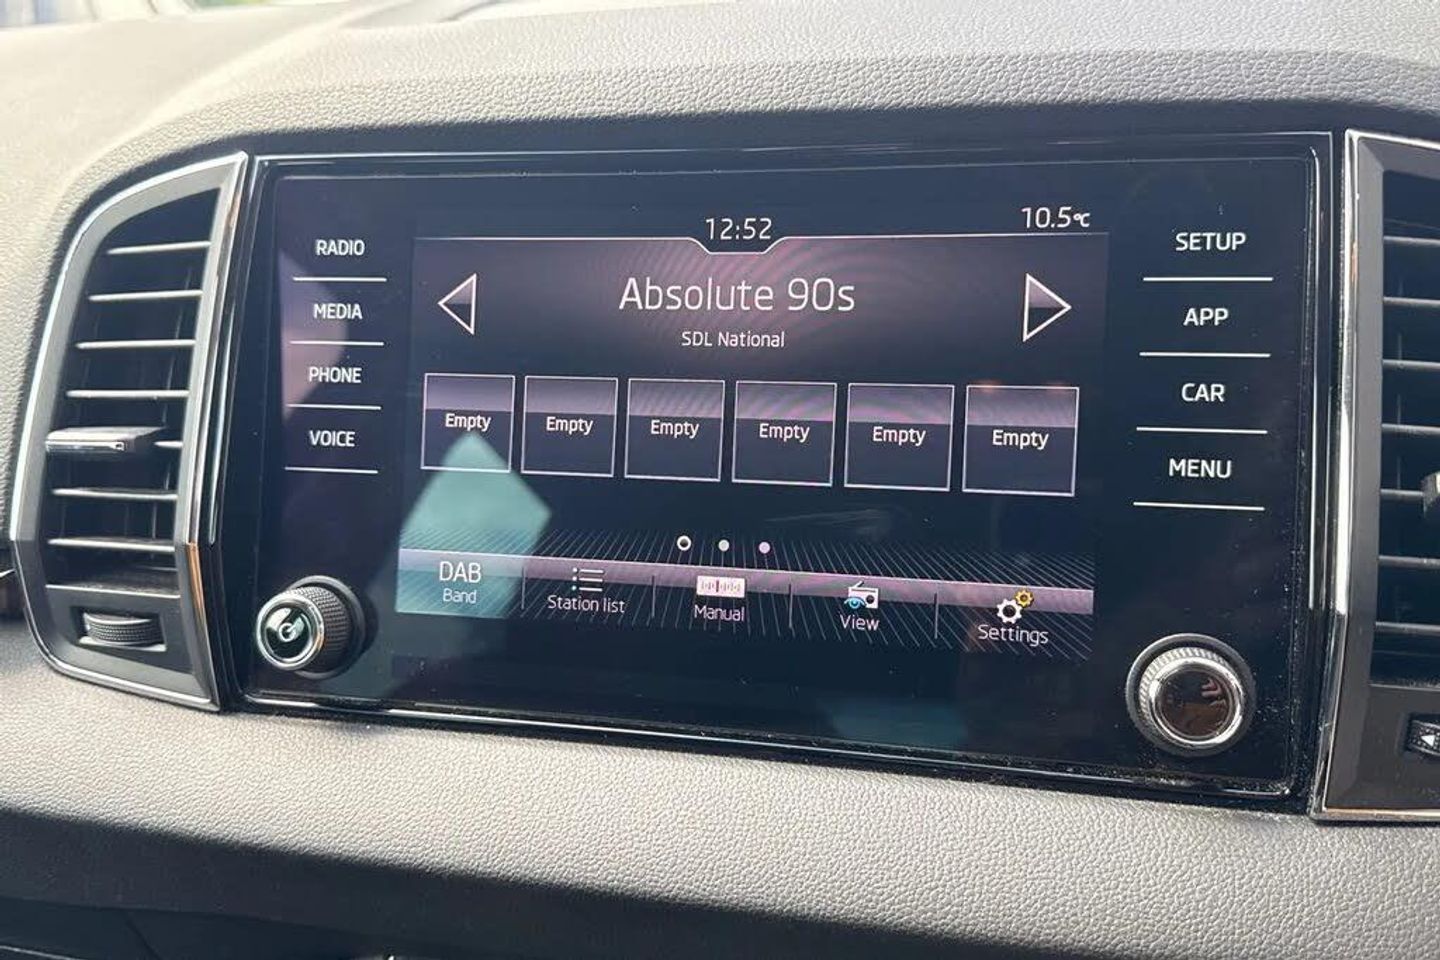 12:52
10.5°C
RADIO
MEDIA
PHONE
VOICE
Absolute 90s
SDL National
Empty Empty Empty Empty Empty Empty
DAB
Band
Station list
Manual
View
Settings
SETUP
APP
CAR
MENU